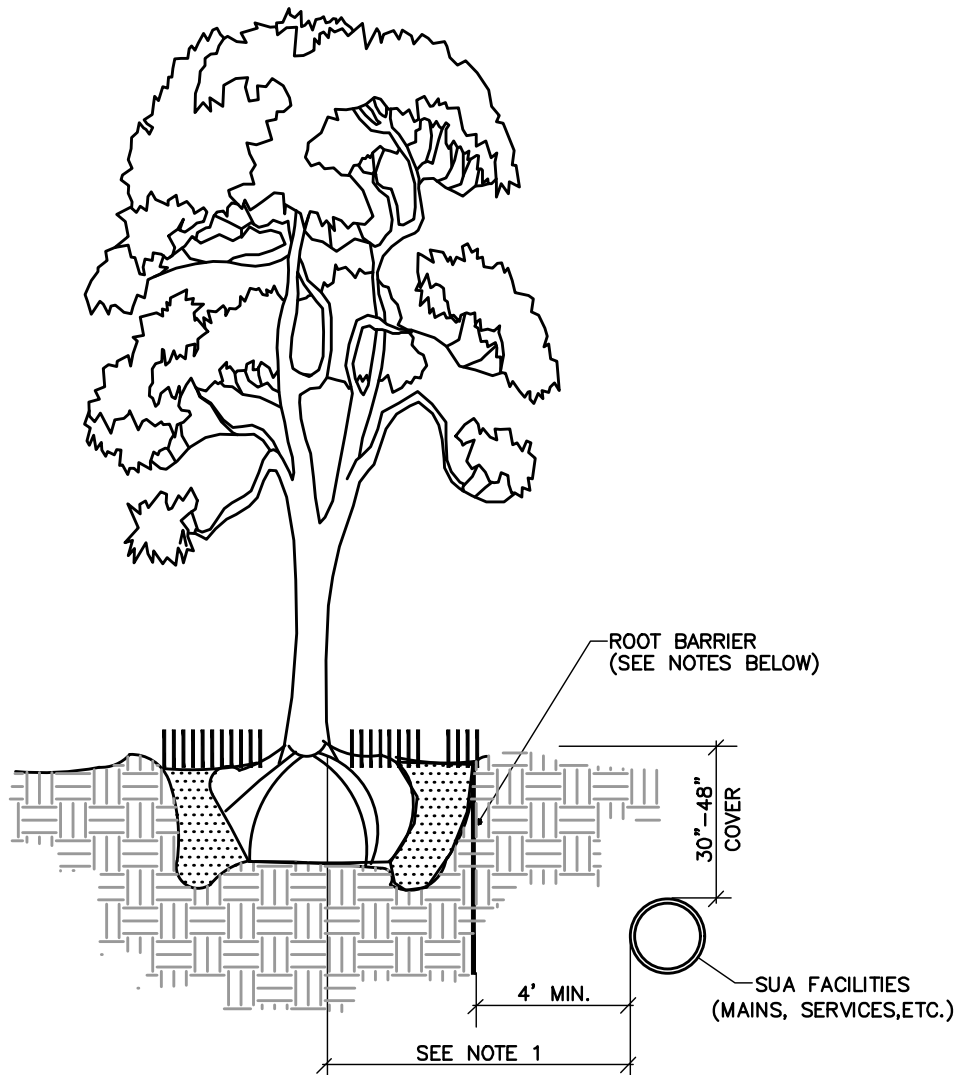 ROOT BARRIER
(SEE NOTES BELOW)
30"-48"
COVER
SUA FACILITIES
(MAINS, SERVICES,ETC.)
4' MIN.
SEE NOTE 1